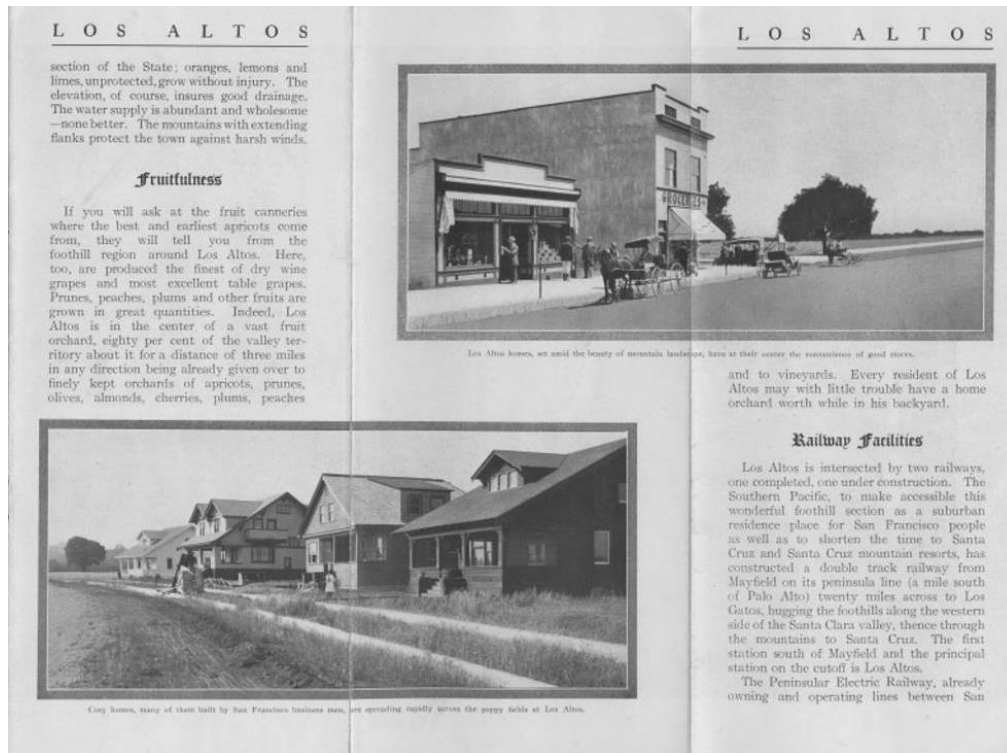 LOS ALTOS
section of the State; oranges, lemons and
limes, unprotected, grow without injury. The
elevation, of course, insures good drainage.
The water supply is abundant and wholesome
—none better. The mountains with extending
flanks protect the town against harsh winds.
Fruitfulness
If you will ask at the fruit canneries
where the best and earliest apricots come
from, they will tell you from the
foothill region around Los Altos. Here,
too, are produced the finest of dry wine
grapes and most excellent table grapes.
Prunes, peaches, plums and other fruits are
grown in great quantities. Indeed, Los
Altos is in the center of a vast fruit
orchard, eighty per cent of the valley ter-
ritory about it for a distance of three miles
in any direction being already given over to
finely kept orchards of apricots, prunes,
olives, almonds, cherries, plums, peaches
Cosy homes, many of them built by San Francisco business men, are spreading rapidly across the poppy fields at Los Altos.
LOS ALTOS
GROCERIES
Los Altos homes, set amid the beauty of mountain landscape, have at their center the convenience of good stores.
and to vineyards. Every resident of Los
Altos may with little trouble have a home
orchard worth while in his backyard.
Railway Facilities
Los Altos is intersected by two railways,
one completed, one under construction. The
Southern Pacific, to make accessible this
wonderful foothill section as a suburban
residence place for San Francisco people
as well as to shorten the time to Santa
Cruz and Santa Cruz mountain resorts, has
constructed a double track railway from
Mayfield on its peninsula line (a mile south
of Palo Alto) twenty miles across to Los
Gatos, hugging the foothills along the western
side of the Santa Clara valley, thence through
the mountains to Santa Cruz. The first
station south of Mayfield and the principal
station on the cutoff is Los Altos.
The Peninsular Electric Railway, already
owning and operating lines between San